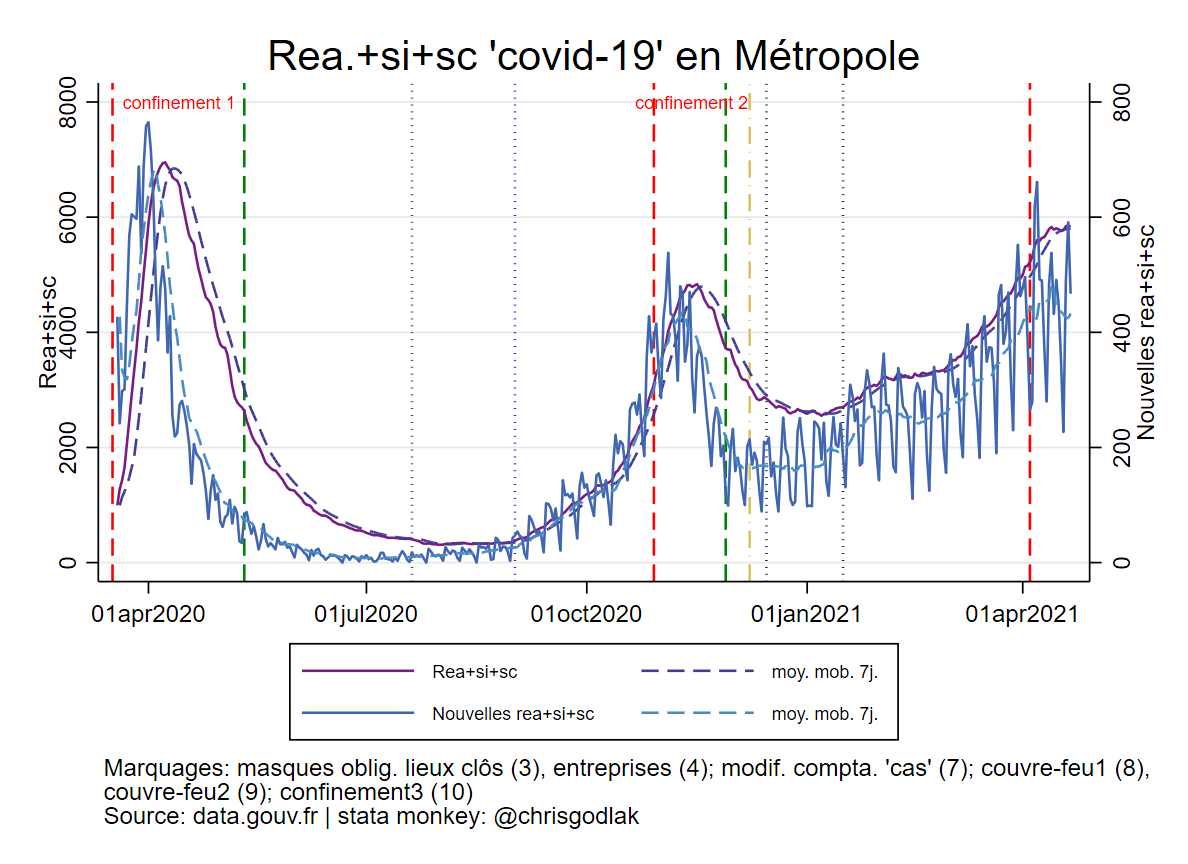 Rea.+si+sc 'covid-19' en Métropole
confinement 1
confinement 2
8000
6000
4000
2000
0
Rea+si+sc
800
600
400
200
0
Nouvelles rea+si+sc
01apr2020
01jul2020
01oct2020
01jan2021
01apr2021
Rea+si+sc
moy. mob. 7j.
Nouvelles rea+si+sc
moy. mob. 7j.
Marquages: masques oblig. lieux clôs (3), entreprises (4); modif. compta. 'cas' (7); couvre-feu1 (8),
couvre-feu2 (9); confinement3 (10)
Source: data.gouv.fr | stata monkey: @chrisgodlak